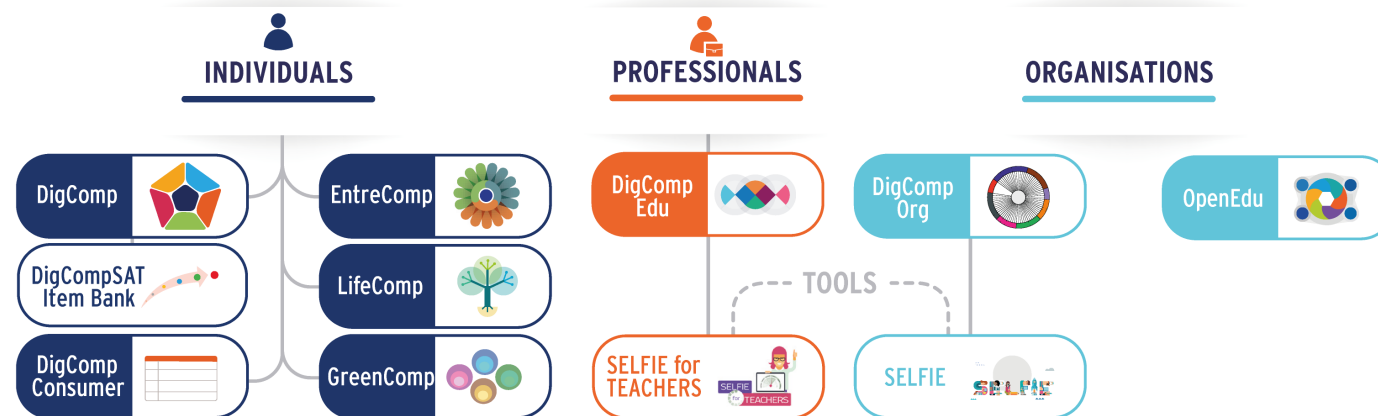 INDIVIDUALS
PROFESSIONALS
ORGANISATIONS
DigComp
EntreComp
DigComp
Edu
DigComp
Org
OpenEdu
DigCompSAT
Item Bank
LifeComp
TOOLS
DigComp
Consumer
GreenComp
SELFIE for
TEACHERS
SELFIE
for
TEACHERS
SELFIE
SELFIE